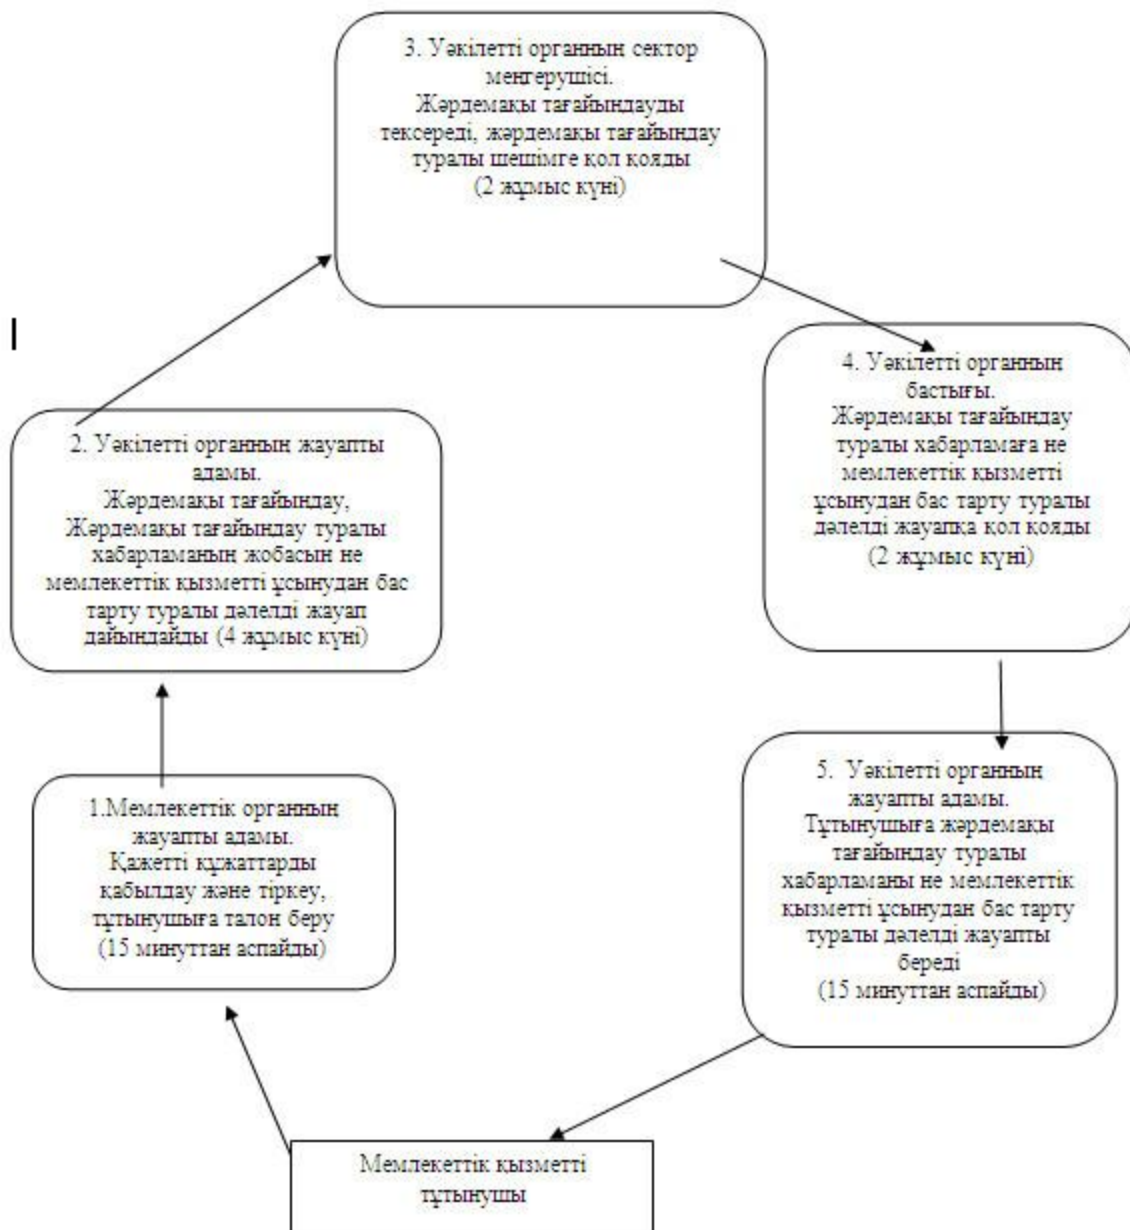 3. Уәкілетті органның сектор
меңгерушісі.
Жәрдемақы тағайындауды
тексереді, жәрдемақы тағайындау
туралы шешімге қол қояды
(2 жұмыс күні)
4. Уәкілетті органның
бастығы.
Жәрдемақы тағайындау
туралы хабарламаға не
мемлекеттік қызметті
ұсынудан бас тарту туралы
дәлелді жауапқа қол қояды
(2 жұмыс күні)
2. Уәкілетті органның жауапты
адамы.
Жәрдемақы тағайындау,
Жәрдемақы тағайындау туралы
хабарламаның жобасын не
мемлекеттік қызметті ұсынудан бас
тарту туралы дәлелді жауап
дайындайды (4 жұмыс күні)
1.Мемлекеттік органның
жауапты адамы.
Қажетті құжаттарды
қабылдау және тіркеу,
тұтынушыға талон беру
(15 минуттан аспайды)
5. Уәкілетті органның
жауапты адамы.
Тұтынушыға жәрдемақы
тағайындау туралы
хабарламаны не мемлекеттік
қызметті ұсынудан бас тарту
туралы дәлелді жауапты
береді
(15 минуттан аспайды)
Мемлекеттік қызметті
тұтынушы